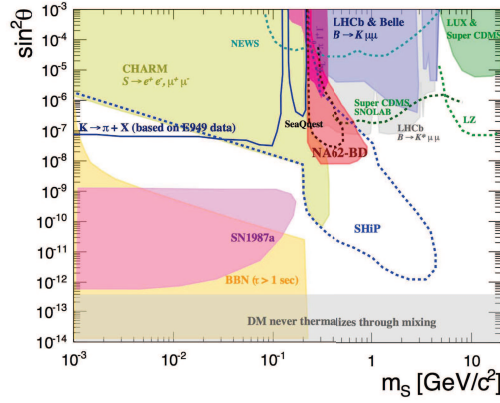 sin²θ
10⁻³
10⁻⁴
10⁻⁵
10⁻⁶
10⁻⁷
10⁻⁸
10⁻⁹
10⁻¹⁰
10⁻¹¹
10⁻¹²
10⁻¹³
10⁻¹⁴
NEWS
LHCb & Belle
B → K μμ
LUX &
Super CDMS
CHARM
S → e⁺ e⁻, μ⁺ μ⁻
Super CDMS
SNOLAB
LZ
K → π + X (based on E949 data)
SeaQuest
LHCb
B → K* μμ
NA62-BD
SN1987a
SHiP
BBN (τ > 1 sec)
DM never thermalizes through mixing
10⁻³
10⁻²
10⁻¹
1
10
m_S [GeV/c²]